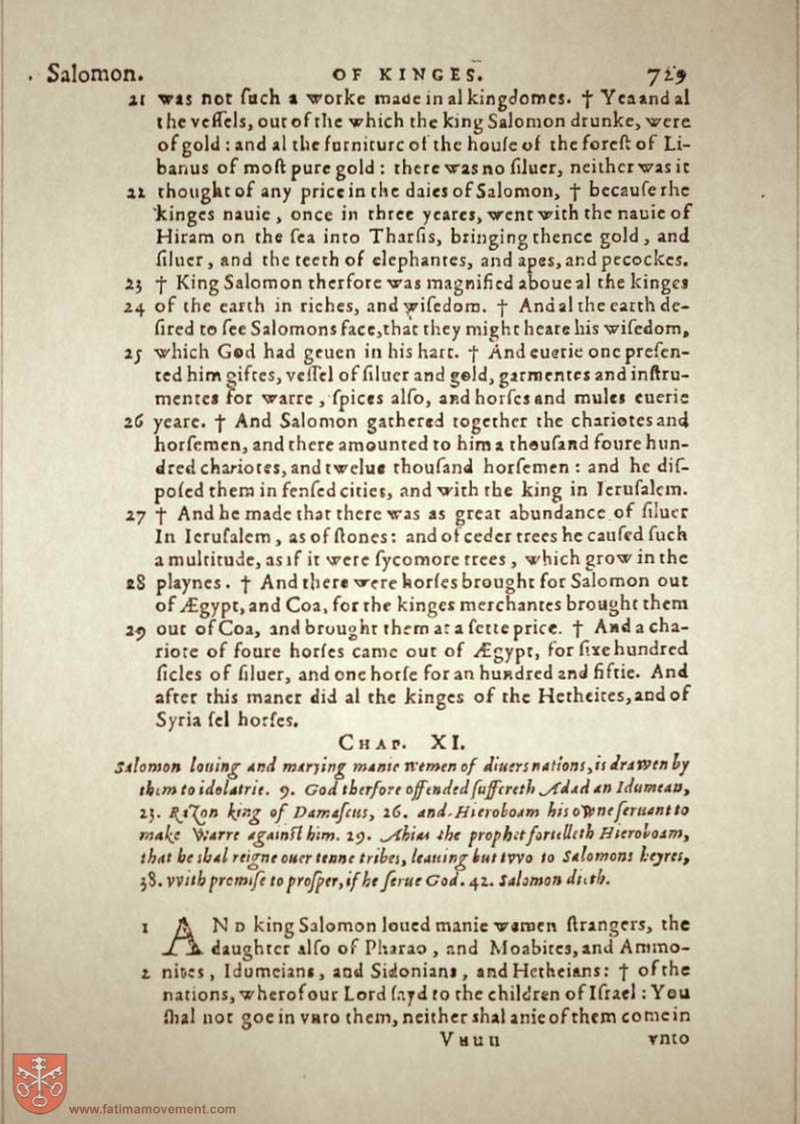 Salomon. OF KINGES. 729
21 was not ſuch a worke made in al kingdomes. † Yea and al
the veſſels, out of the which the king Salomon drunke, were
of gold: and al the furniture of the houſe of the foreſt of Li-
banus of moſt pure gold: there was no ſiluer, neither was it
22 thought of any price in the daies of Salomon, † becauſe the
kinges nauie, once in three yeares, went with the nauie of
Hiram on the ſea into Tharſis, bringing thence gold, and
ſiluer, and the teeth of elephantes, and apes, and pecockes.
23 † King Salomon therfore was magnified aboue al the kinges
24 of the earth in riches, and wiſedom. † And al the earth de-
ſired to ſee Salomons face, that they might heare his wiſedom,
25 which God had geuen in his hart. † And euerie one preſen-
ted him giftes, veſſel of ſiluer and gold, garmentes and inſtru-
mentes for warre, ſpices alſo, and horſes and mules euerie
26 yeare. † And Salomon gathered together the chariotes and
horſemen, and there amounted to him a thouſand foure hun-
dred chariotes, and twelue thouſand horſemen: and he diſ-
poſed them in fenſed cities, and with the king in Ieruſalem.
27 † And he made that there was as great abundance of ſiluer
In Ieruſalem, as of ſtones: and of ceder trees he cauſed ſuch
a multitude, as if it were ſycomore trees, which grow in the
28 playnes. † And there were horſes brought for Salomon out
of Ægypt, and Coa, for the kinges merchantes brought them
29 out of Coa, and brought them at a ſette price. † And a cha-
riote of foure horſes came out of Ægypt, for ſixe hundred
ſicles of ſiluer, and one horſe for an hundred and fiftie. And
after this maner did al the kinges of the Hetheites, and of
Syria ſel horſes.
CHAP. XI.
Salomon louing and marying manie wemen of diuers nations, is drawen by
them to idolatrie. 9. God therfore offended ſuffereth Adad an Idumean,
23. Razon king of Damaſcus, 26. and Hieroboam his owne ſeruant to
make warre againſt him. 29. Ahias the prophet fortelleth Hieroboam,
that he shal reigne ouer tenne tribes, leauing but tvvo to Salomons heyres,
38. vvith promiſe to proſper, if he ſerue God. 42. Salomon dieth.
1 AND king Salomon loued manie wemen ſtrangers, the
daughter alſo of Pharao, and Moabites, and Ammo-
2 nites, Idumeians, and Sidonians, and Hetheians: † of the
nations, wherof our Lord ſayd to the children of Iſrael: You
ſhal not goe in vnto them, neither shal anie of them come in
Vuuu vnto
www.fatimamovement.com